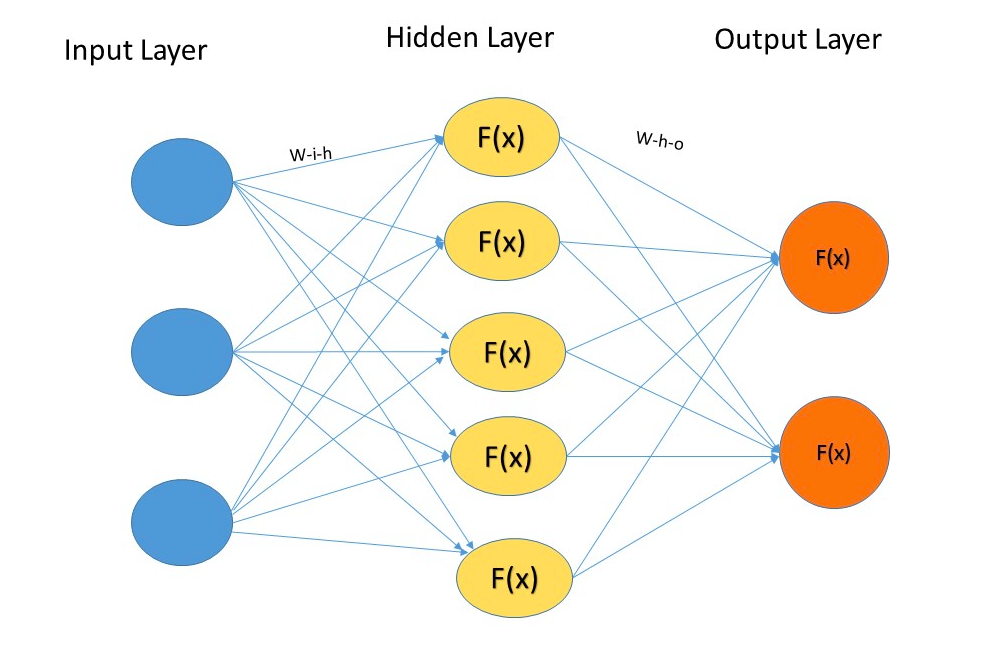 Input Layer
Hidden Layer
Output Layer
W-i-h
W-h-o
F(x)
F(x)
F(x)
F(x)
F(x)
F(x)
F(x)